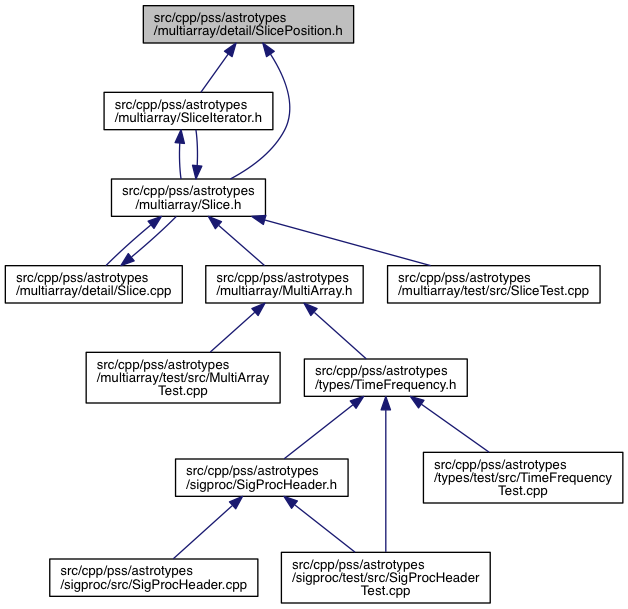 src/cpp/pss/astrotypes
/multiarray/detail/SlicePosition.h
src/cpp/pss/astrotypes
/multiarray/SliceIterator.h
src/cpp/pss/astrotypes
/multiarray/Slice.h
src/cpp/pss/astrotypes
/multiarray/detail/Slice.cpp
src/cpp/pss/astrotypes
/multiarray/MultiArray.h
src/cpp/pss/astrotypes
/multiarray/test/src/SliceTest.cpp
src/cpp/pss/astrotypes
/multiarray/test/src/MultiArray
Test.cpp
src/cpp/pss/astrotypes
/types/TimeFrequency.h
src/cpp/pss/astrotypes
/sigproc/SigProcHeader.h
src/cpp/pss/astrotypes
/types/test/src/TimeFrequency
Test.cpp
src/cpp/pss/astrotypes
/sigproc/src/SigProcHeader.cpp
src/cpp/pss/astrotypes
/sigproc/test/src/SigProcHeader
Test.cpp